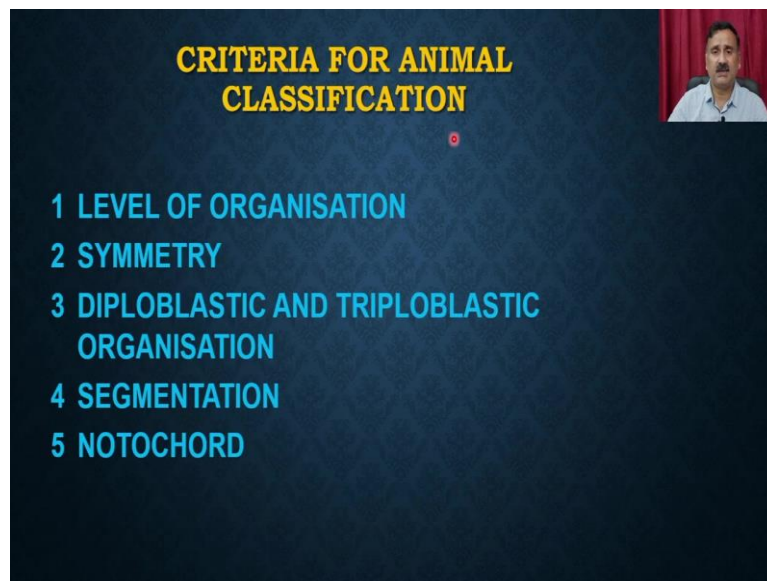 CRITERIA FOR ANIMAL
CLASSIFICATION
1 LEVEL OF ORGANISATION
2 SYMMETRY
3 DIPLOBLASTIC AND TRIPLOBLASTIC
ORGANISATION
4 SEGMENTATION
5 NOTOCHORD